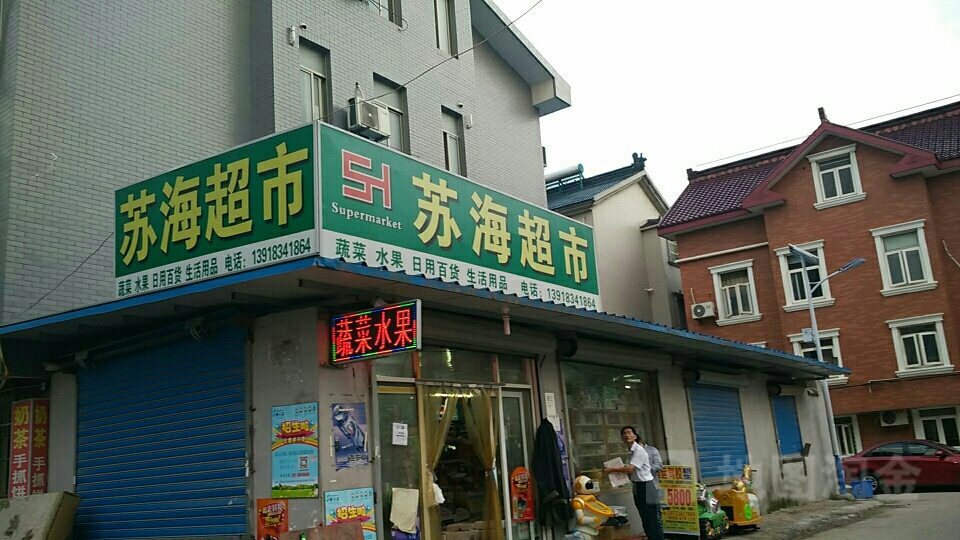 苏海超市
蔬菜 水果 日用百货 生活用品 电话：13918341864
SH
Supermarket
苏海超市
蔬菜 水果 日用百货 生活用品 电话：13918341864
蔬菜水果
奶茶手抓饼
奶茶手抓饼
招生啦
招生啦
5800